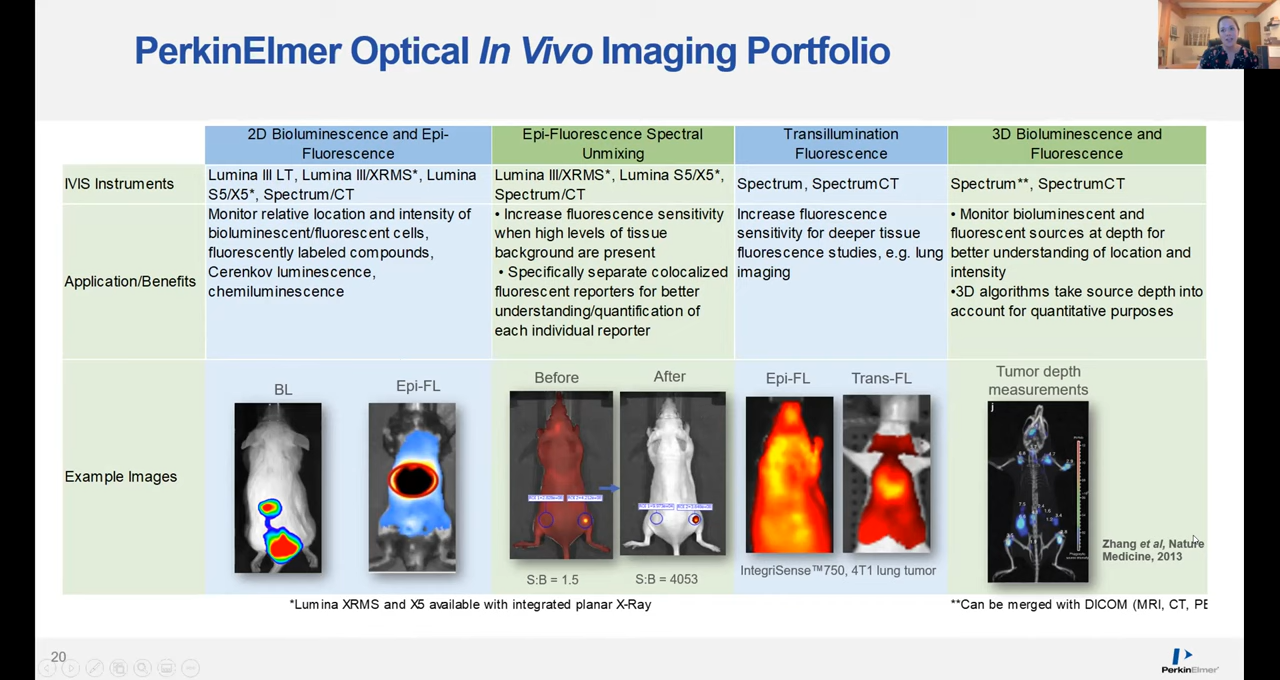 PerkinElmer Optical In Vivo Imaging Portfolio
2D Bioluminescence and Epi-
Fluorescence
Epi-Fluorescence Spectral
Unmixing
Transillumination
Fluorescence
3D Bioluminescence and
Fluorescence
IVIS Instruments
Lumina III LT, Lumina III/XRMS*, Lumina
S5/X5*, Spectrum/CT
Lumina III/XRMS*, Lumina S5/X5*,
Spectrum/CT
Spectrum, SpectrumCT
Spectrum**, SpectrumCT
Application/Benefits
Monitor relative location and intensity of
bioluminescent/fluorescent cells,
fluorescently labeled compounds,
Cerenkov luminescence,
chemiluminescence
• Increase fluorescence sensitivity
when high levels of tissue
background are present
• Specifically separate colocalized
fluorescent reporters for better
understanding/quantification of
each individual reporter
Increase fluorescence
sensitivity for deeper tissue
fluorescence studies, e.g. lung
imaging
• Monitor bioluminescent and
fluorescent sources at depth for
better understanding of location and
intensity
•3D algorithms take source depth into
account for quantitative purposes
Example Images
BL
Epi-FL
Before
After
S:B = 1.5
S:B = 4053
Epi-FL
Trans-FL
IntegriSense™750, 4T1 lung tumor
Tumor depth
measurements
j
Zhang et al, Nature
Medicine, 2013
*Lumina XRMS and X5 available with integrated planar X-Ray
**Can be merged with DICOM (MRI, CT, PE
20
PerkinElmer